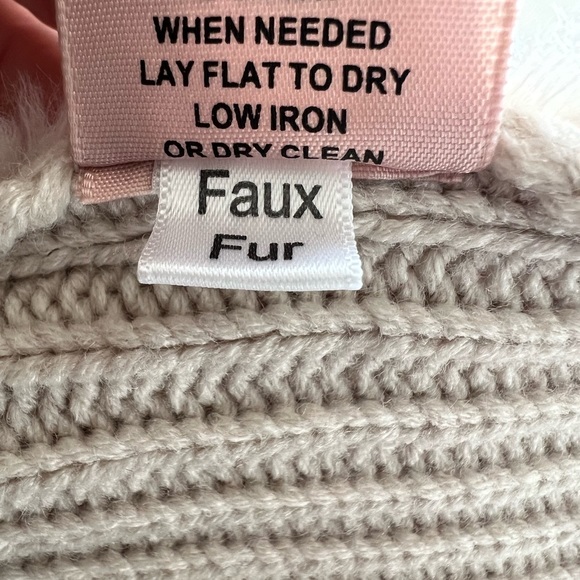 WHEN NEEDED
LAY FLAT TO DRY
LOW IRON
OR DRY CLEAN
Faux
Fur